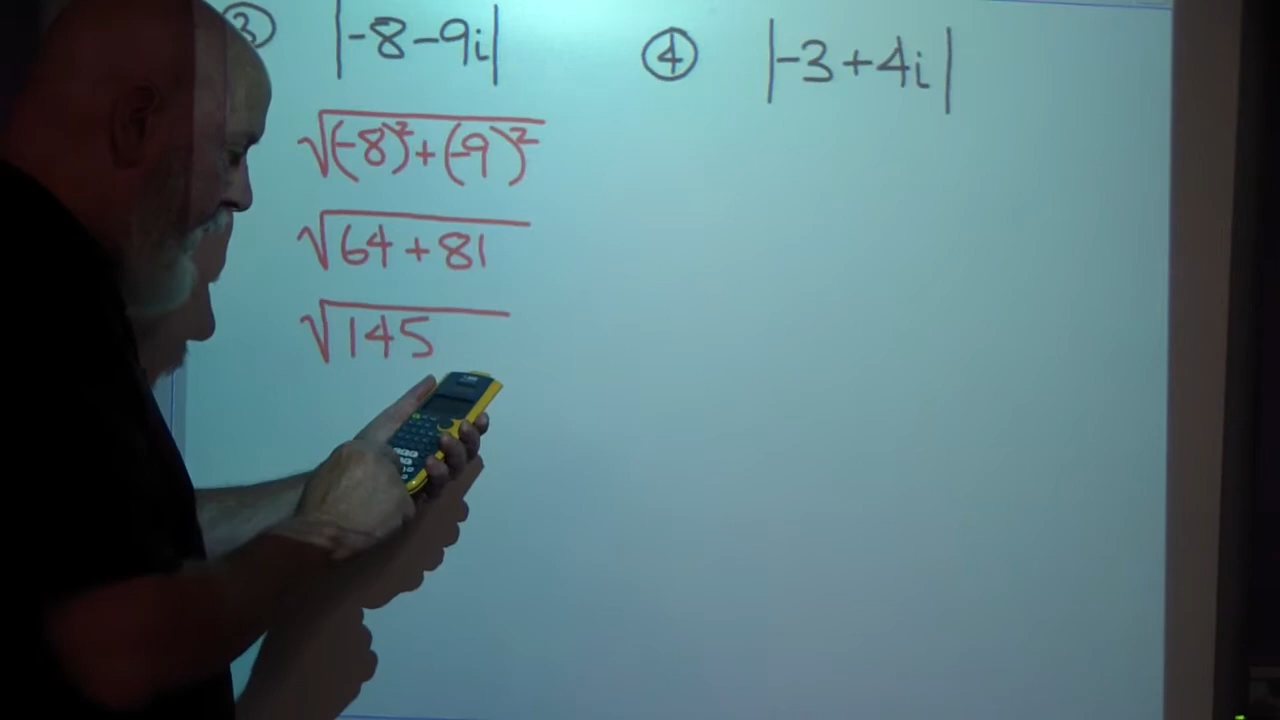 ③ |-8-9i|
√(-8)²+(-9)²
√64+81
√145
④ |-3+4i|